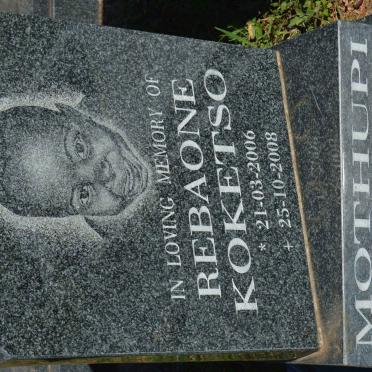 IN LOVING MEMORY OF
REBAONE
KOKETSO
* 21-03-2006
+ 25-10-2008
MOTHUPI